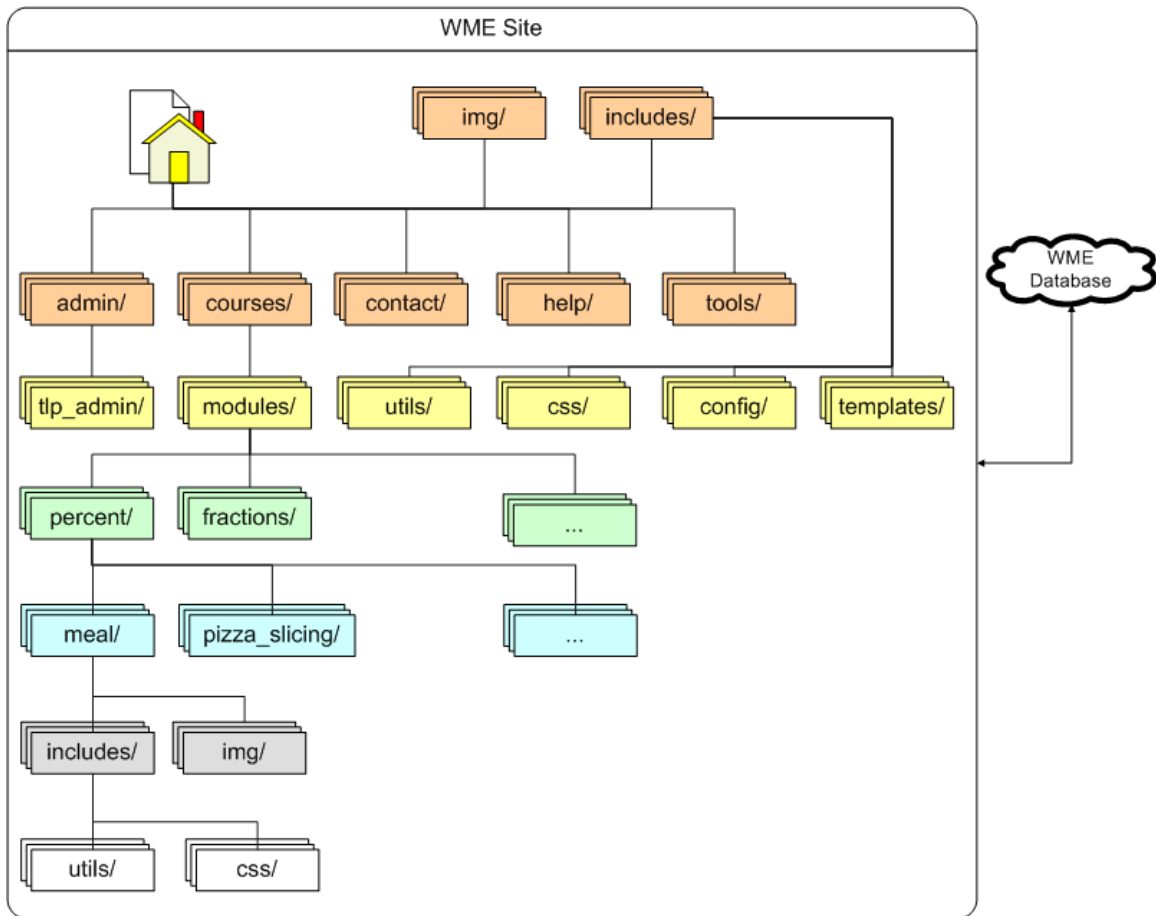 WME Site
img/
includes/
admin/
courses/
contact/
help/
tools/
WME
Database
tlp_admin/
modules/
utils/
css/
config/
templates/
percent/
fractions/
...
meal/
pizza_slicing/
...
includes/
img/
utils/
css/